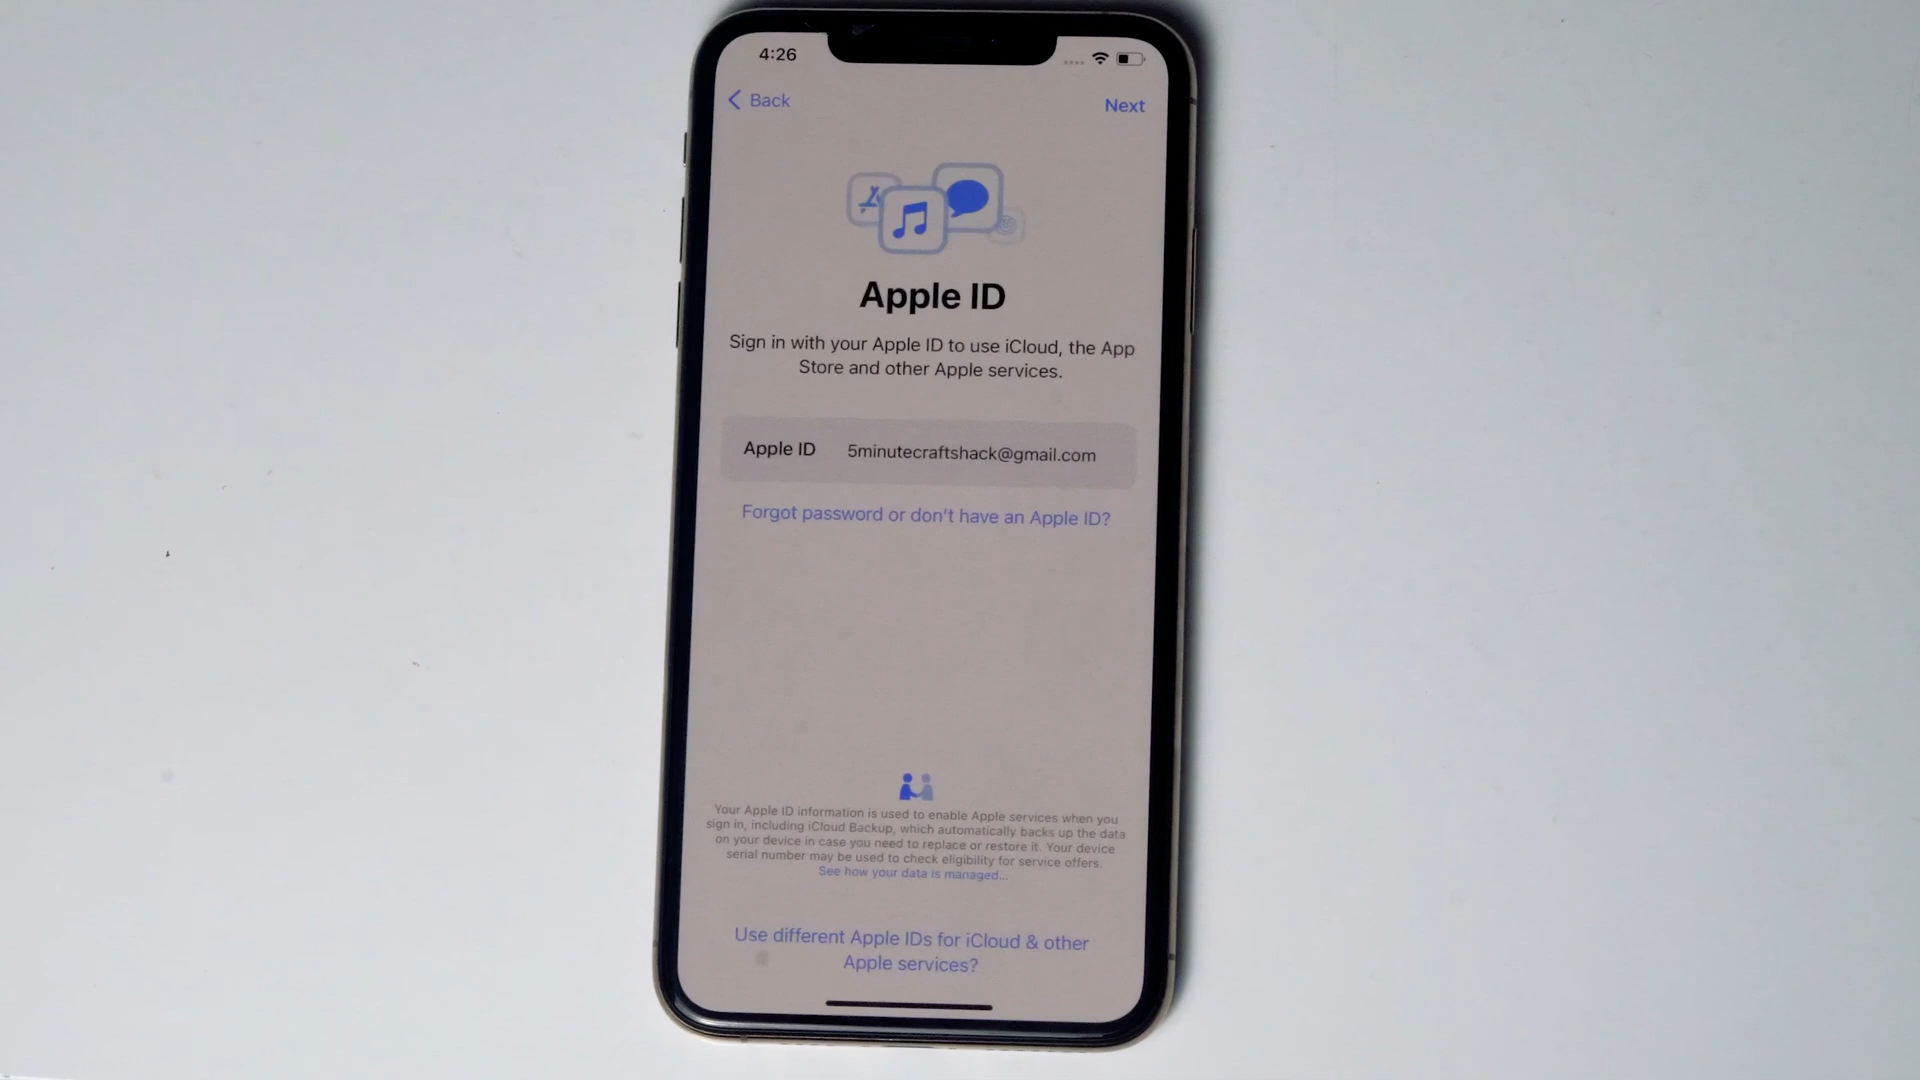 4:26
Back
Next
Apple ID
Sign in with your Apple ID to use iCloud, the App
Store and other Apple services.
Apple ID 5minutecraftshack@gmail.com
Forgot password or don't have an Apple ID?
Your Apple ID information is used to enable Apple services when you
sign in, including iCloud Backup, which automatically backs up the data
on your device in case you need to replace or restore it. Your device
serial number may be used to check eligibility for service offers.
See how your data is managed...
Use different Apple IDs for iCloud & other
Apple services?